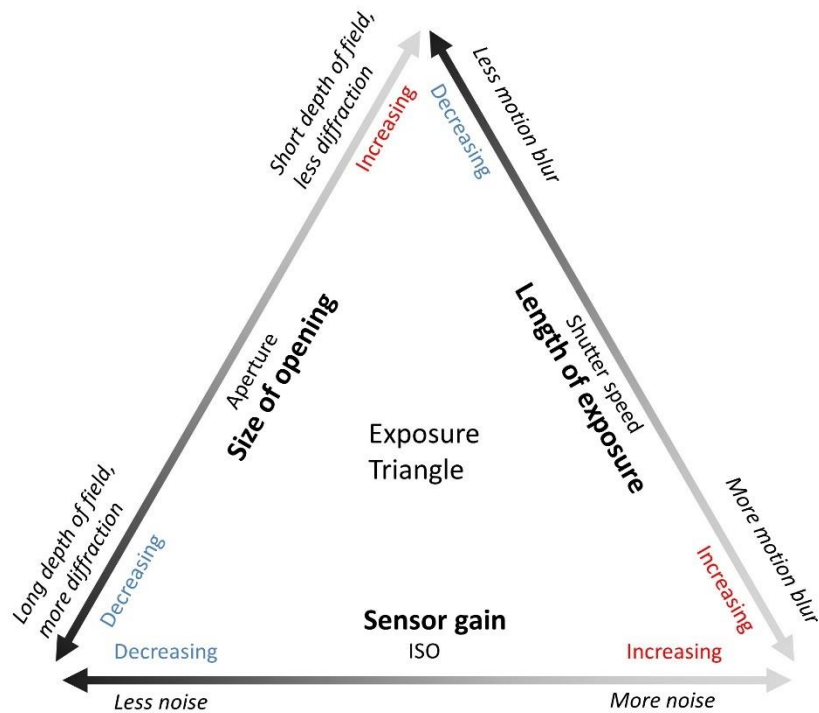 Short depth of field,
less diffraction
Increasing
Less motion blur
Decreasing
Aperture
Size of opening
Shutter speed
Length of exposure
Exposure
Triangle
Long depth of field,
more diffraction
Decreasing
More motion blur
Increasing
Sensor gain
ISO
Decreasing
Increasing
Less noise
More noise